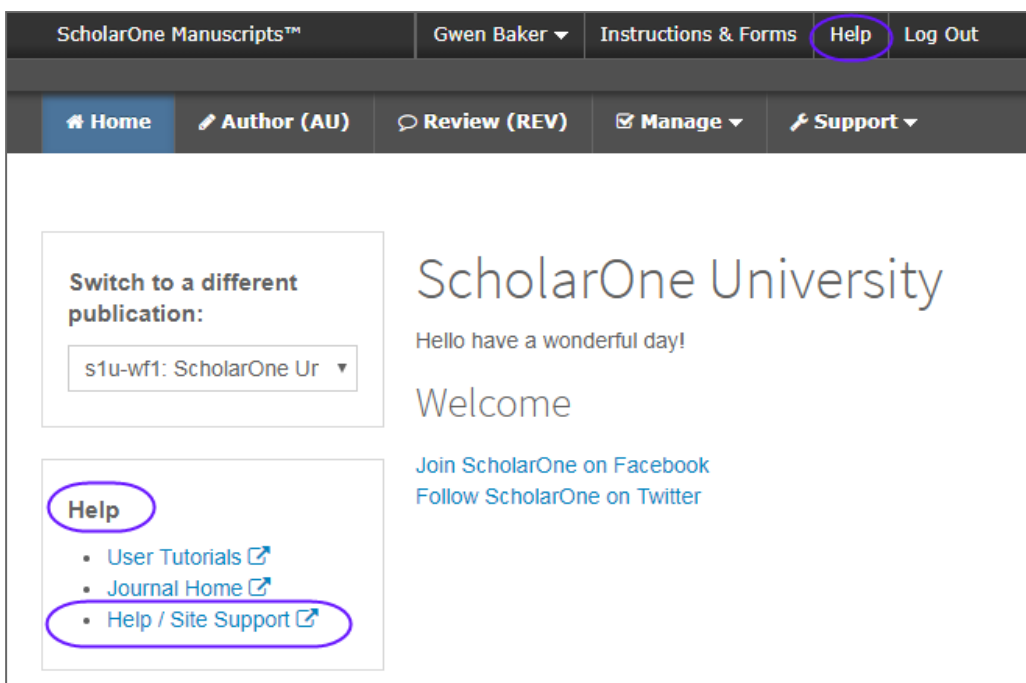 ScholarOne Manuscripts™ Gwen Baker Instructions & Forms Help Log Out
Home Author (AU) Review (REV) Manage Support
Switch to a different
publication:
s1u-wf1: ScholarOne Ur
ScholarOne University
Hello have a wonderful day!
Welcome
Join ScholarOne on Facebook
Follow ScholarOne on Twitter
Help
User Tutorials
Journal Home
Help / Site Support